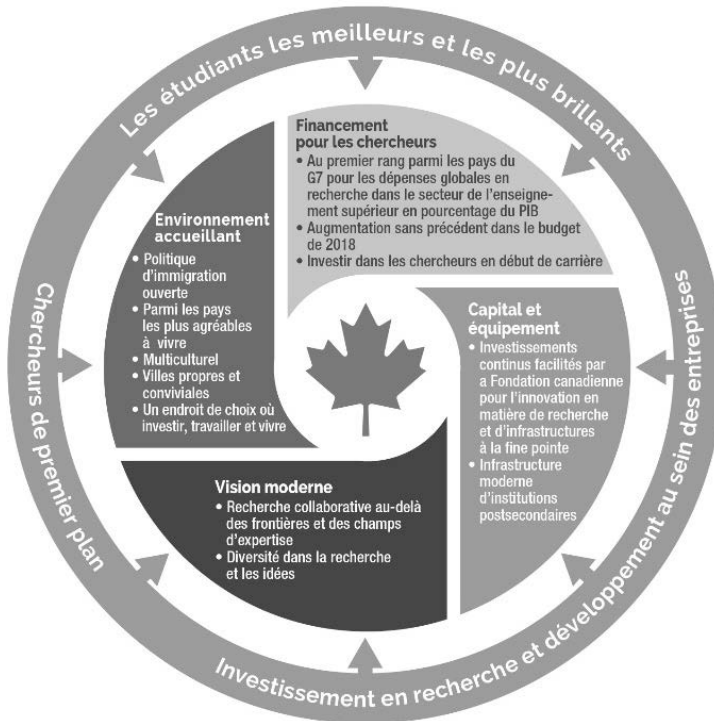 Les étudiants les meilleurs et les plus brillants
Financement
pour les chercheurs
• Au premier rang parmi les pays du
G7 pour les dépenses globales en
recherche dans le secteur de l'enseigne-
ment supérieur en pourcentage du PIB
• Augmentation sans précédent dans le budget
de 2018
• Investir dans les chercheurs en début de carrière
Environnement
accueillant
• Politique
d'immigration
ouverte
• Parmi les pays
les plus agréables
à vivre
• Multiculturel
• Villes propres et
conviviales
• Un endroit de choix où
investir, travailler et vivre
Capital et
équipement
• Investissements
continus facilités par
a Fondation canadienne
pour l'innovation en
matière de recherche
et d'infrastructures
à la fine pointe
• Infrastructure
moderne
d'institutions
postsecondaires
Vision moderne
• Recherche collaborative au-delà
des frontières et des champs
d'expertise
• Diversité dans la recherche
et les idées
Chercheurs de premier plan
Investissement en recherche et développement au sein des entreprises